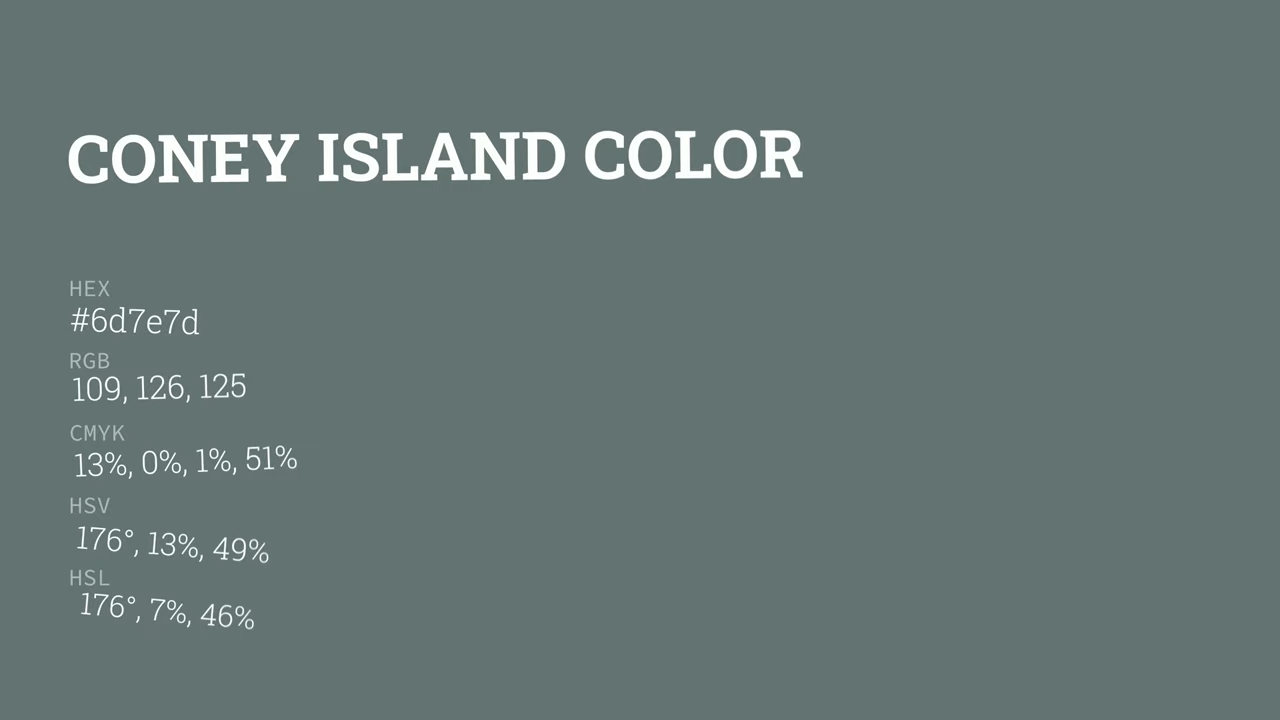 CONEY ISLAND COLOR
HEX
#6d7e7d
RGB
109, 126, 125
CMYK
13%, 0%, 1%, 51%
HSV
176°, 13%, 49%
HSL
176°, 7%, 46%